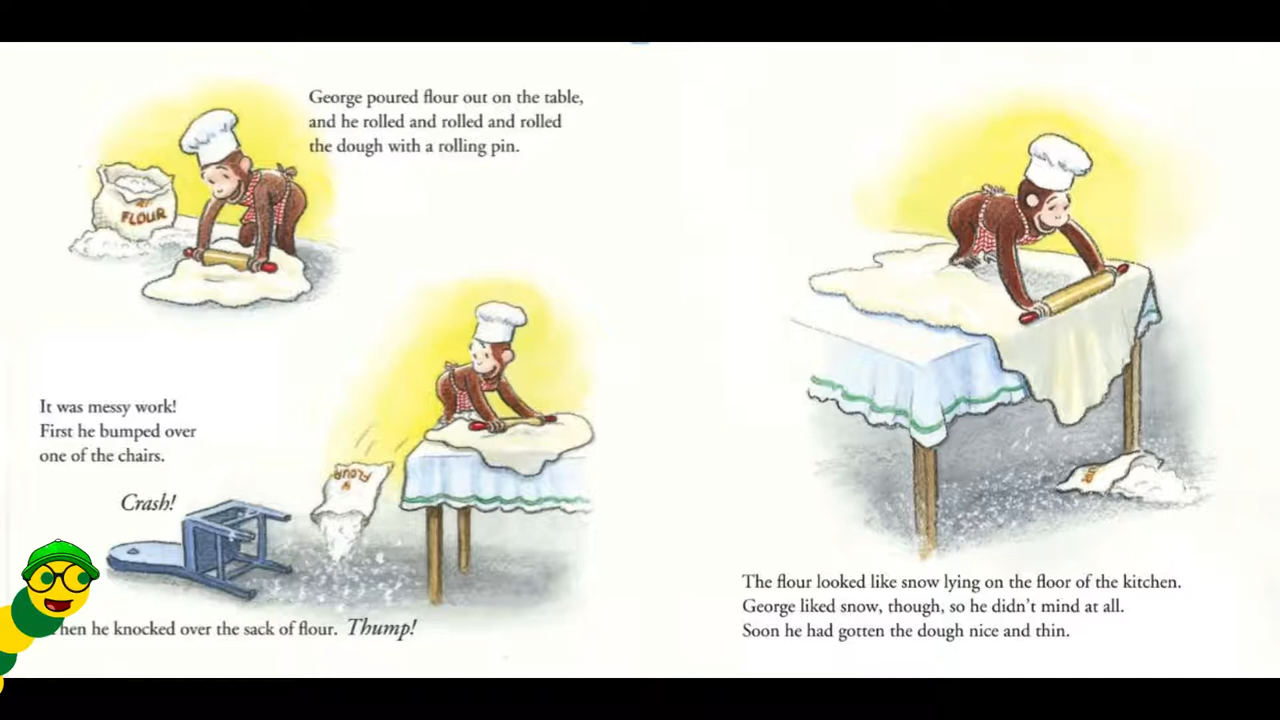 George poured flour out on the table,
and he rolled and rolled and rolled
the dough with a rolling pin.
FLOUR
It was messy work!
First he bumped over
one of the chairs.
Crash!
FLOUR
he knocked over the sack of flour. Thump!
The flour looked like snow lying on the floor of the kitchen.
George liked snow, though, so he didn't mind at all.
Soon he had gotten the dough nice and thin.